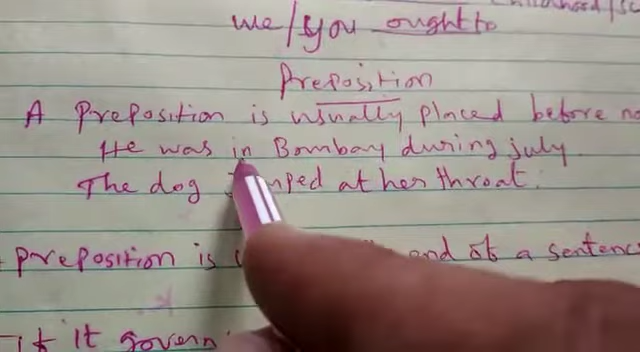 we/you ought to
Preposition
A Preposition is usually placed before
He was in Bombay during july
The dog at her throat.
preposition is end of a sentence
If it govern